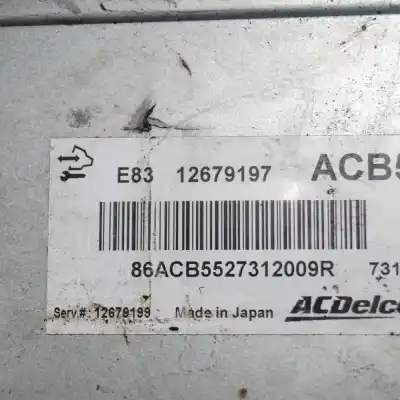 E83 12679197 ACB5
86ACB5527312009R 731
Serv.#: 12679199 Made in Japan ACDelco